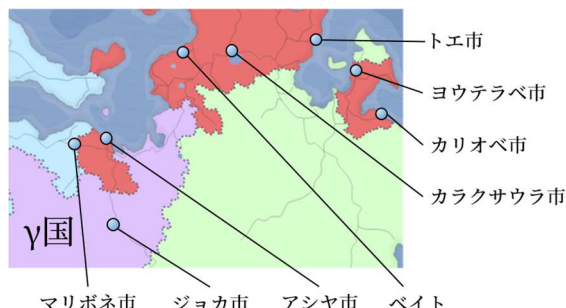 トエ市
ヨウテラベ市
カリオベ市
カラクサウラ市
γ国
マリボネ市
ジョカ市
アシヤ市
ベイト